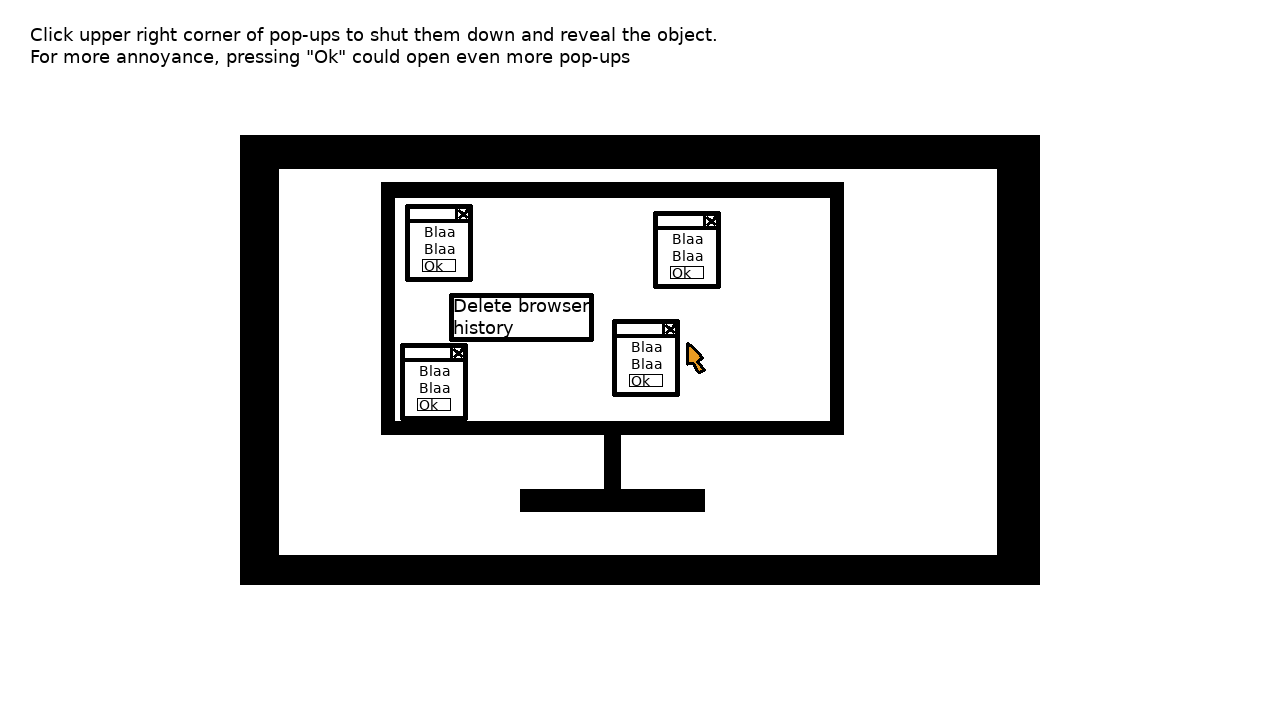 Click upper right corner of pop-ups to shut them down and reveal the object.
For more annoyance, pressing "Ok" could open even more pop-ups
Blaa
Blaa
Ok
Blaa
Blaa
Ok
Delete browser
history
Blaa
Blaa
Ok
Blaa
Blaa
Ok